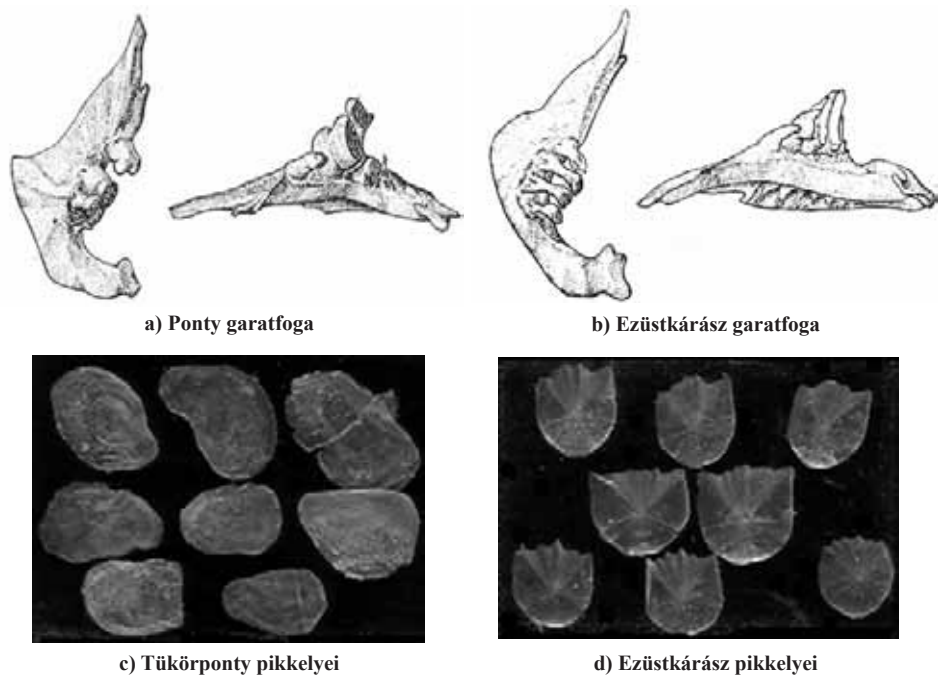 a) Ponty garatfoga
b) Ezüstkárász garatfoga
c) Tükörponty pikkelyei
d) Ezüstkárász pikkelyei